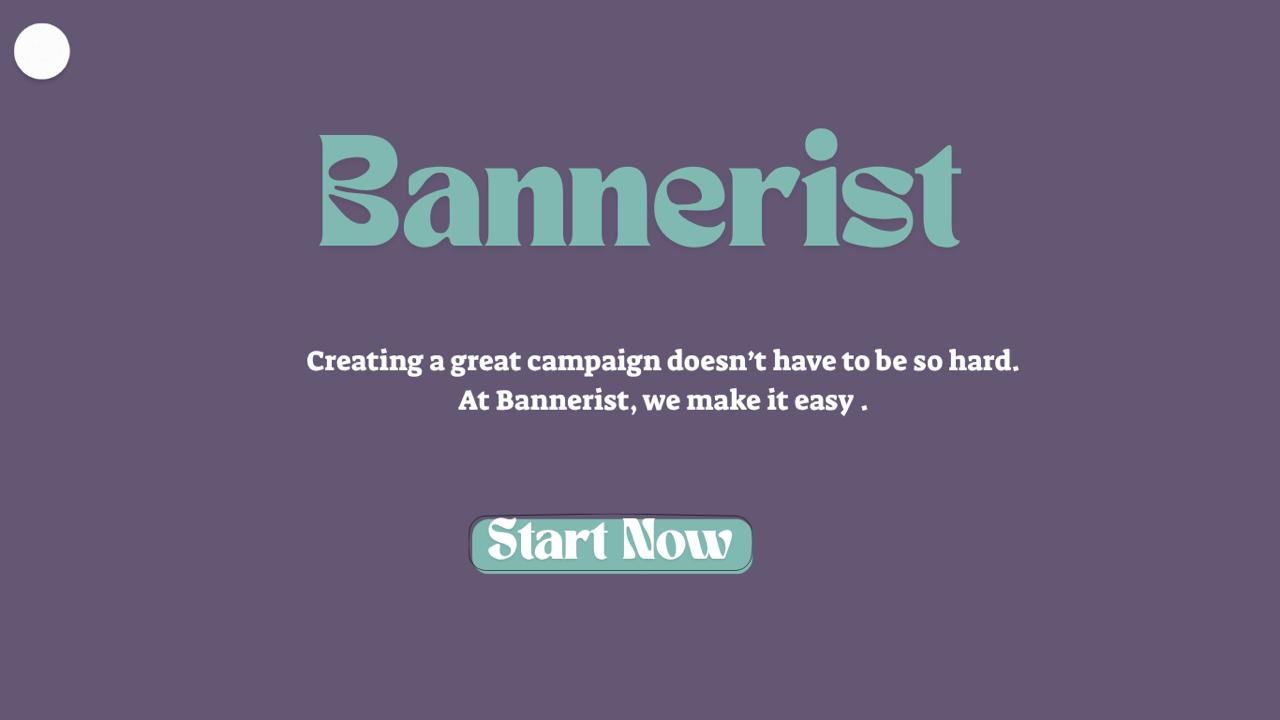 Bannerist
Creating a great campaign doesn’t have to be so hard.
At Bannerist, we make it easy .
Start Now